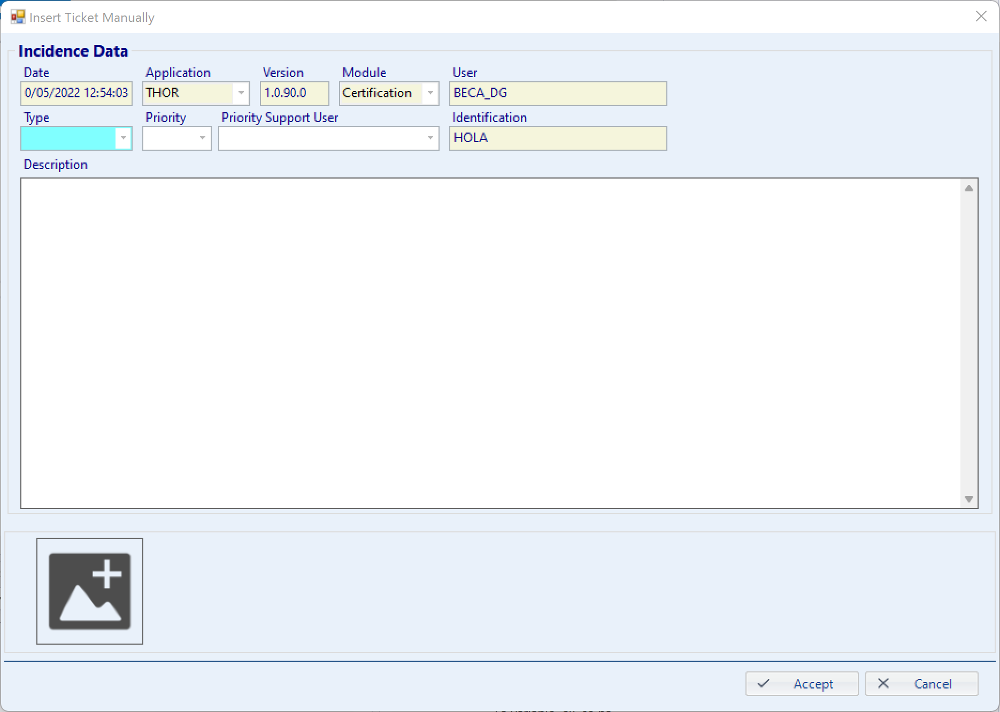 Insert Ticket Manually
Incidence Data
Date Application Version Module User
0/05/2022 12:54:03 THOR 1.0.90.0 Certification BECA_DG
Type Priority Priority Support User Identification
HOLA
Description
Accept Cancel